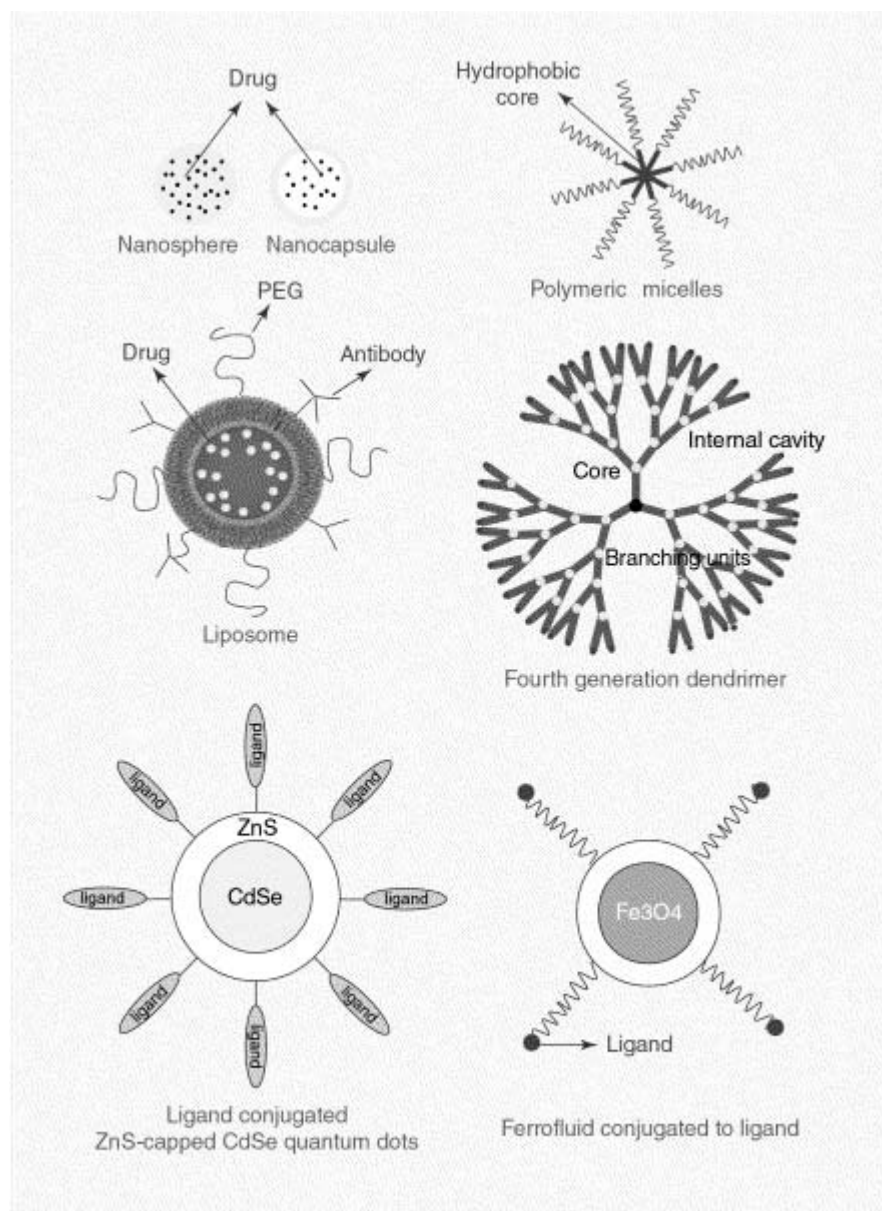 Drug
Nanosphere
Nanocapsule
Hydrophobic
core
Polymeric micelles
PEG
Drug
Antibody
Liposome
Internal cavity
Core
Branching units
Fourth generation dendrimer
ligand
ligand
ligand
ZnS
CdSe
ligand
ligand
ligand
ligand
ligand
Ligand conjugated
ZnS-capped CdSe quantum dots
Fe3O4
Ligand
Ferrofluid conjugated to ligand